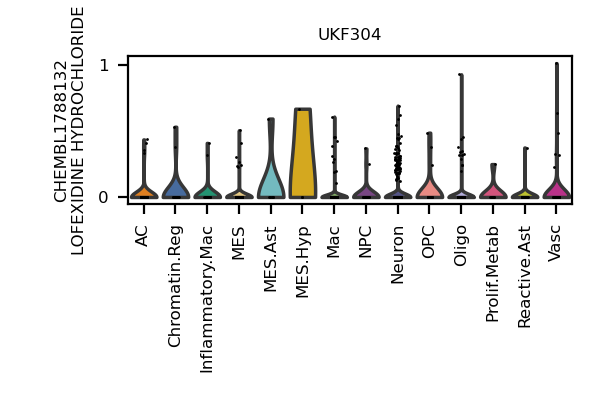 UKF304
CHEMBL1788132
LOFEXIDINE HYDROCHLORIDE
1
0
AC
Chromatin.Reg
Inflammatory.Mac
MES
MES.Ast
MES.Hyp
Mac
NPC
Neuron
OPC
Oligo
Prolif.Metab
Reactive.Ast
Vasc